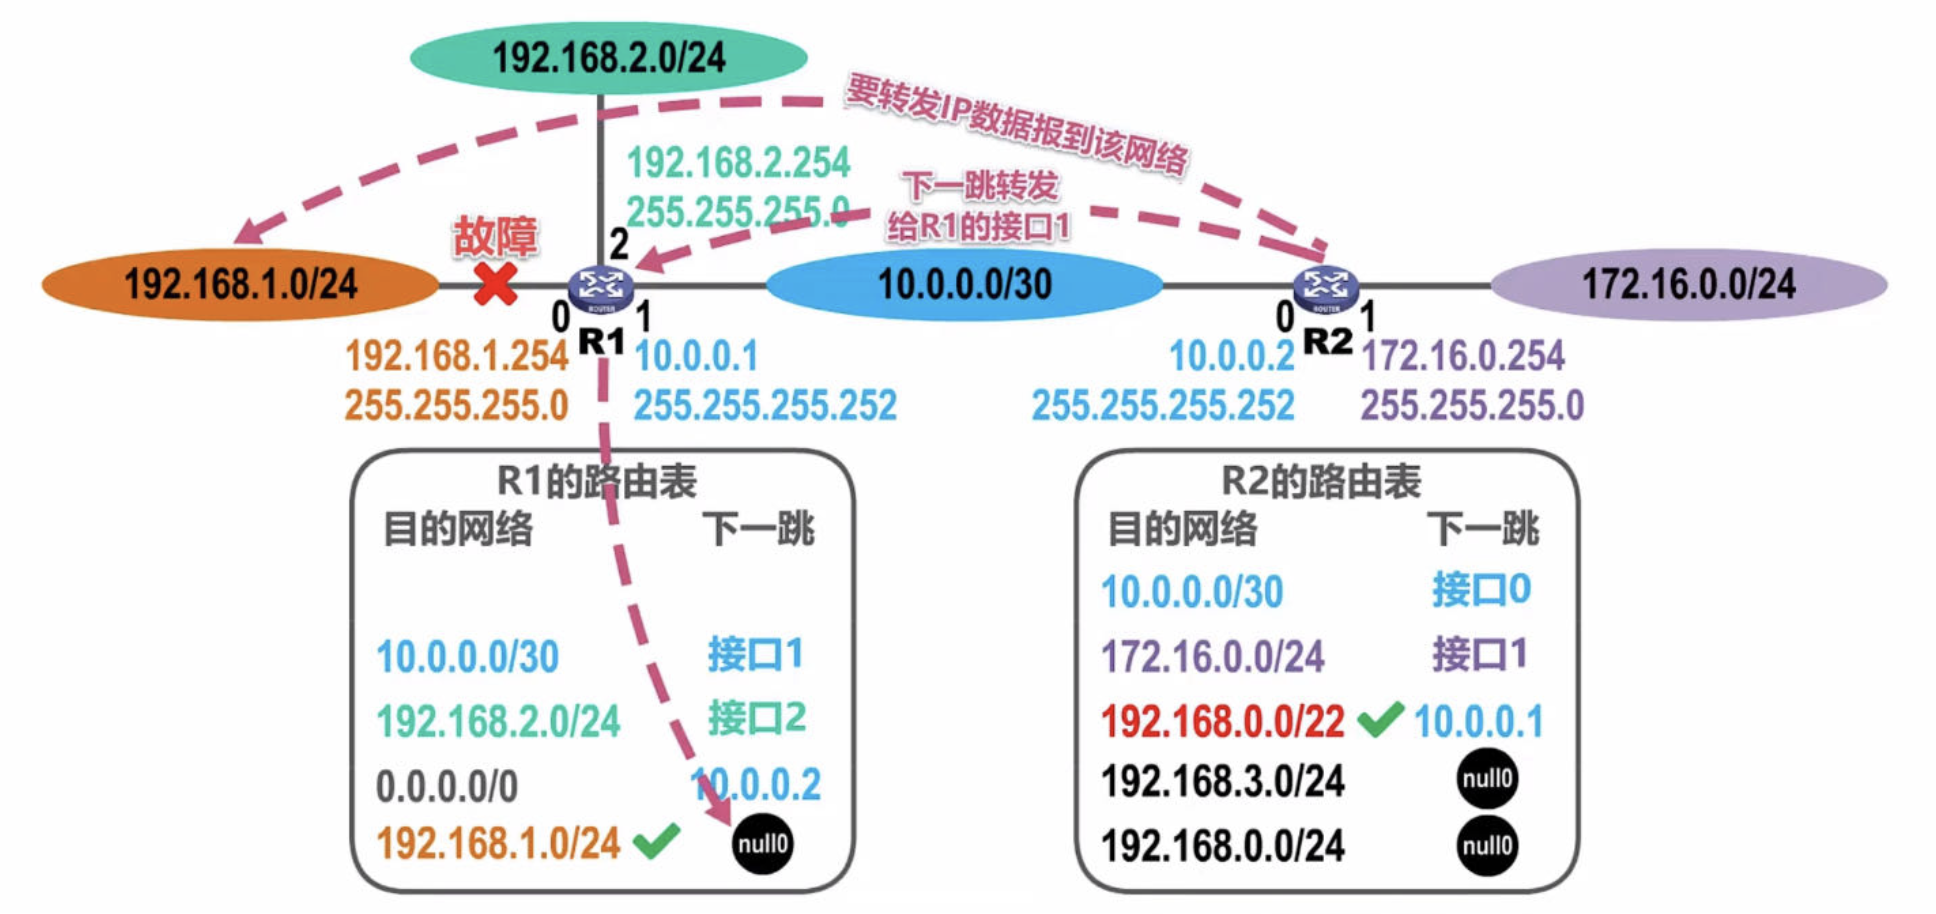 192.168.2.0/24
要转发IP数据报到该网络
192.168.2.254
255.255.255.0
下一跳转发
给R1的接口1
故障
2
192.168.1.0/24
10.0.0.0/30
172.16.0.0/24
ROUTER
ROUTER
0
1
0
1
R1
R2
192.168.1.254
255.255.255.0
10.0.0.1
255.255.255.252
10.0.0.2
255.255.255.252
172.16.0.254
255.255.255.0
R1的路由表
目的网络 下一跳
10.0.0.0/30 接口1
192.168.2.0/24 接口2
0.0.0.0/0 10.0.0.2
192.168.1.0/24 null0
R2的路由表
目的网络 下一跳
10.0.0.0/30 接口0
172.16.0.0/24 接口1
192.168.0.0/22 10.0.0.1
192.168.3.0/24 null0
192.168.0.0/24 null0